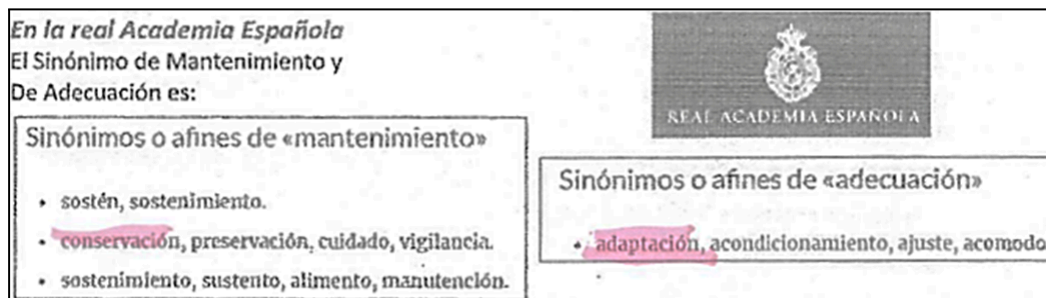 En la real Academia Española
El Sinónimo de Mantenimiento y
De Adecuación es:
REAL ACADEMIA ESPAÑOLA
Sinónimos o afines de «mantenimiento»
• sostén, sostenimiento.
• conservación, preservación, cuidado, vigilancia.
• sostenimiento, sustento, alimento, manutención.
Sinónimos o afines de «adecuación»
• adaptación, acondicionamiento, ajuste, acomodo